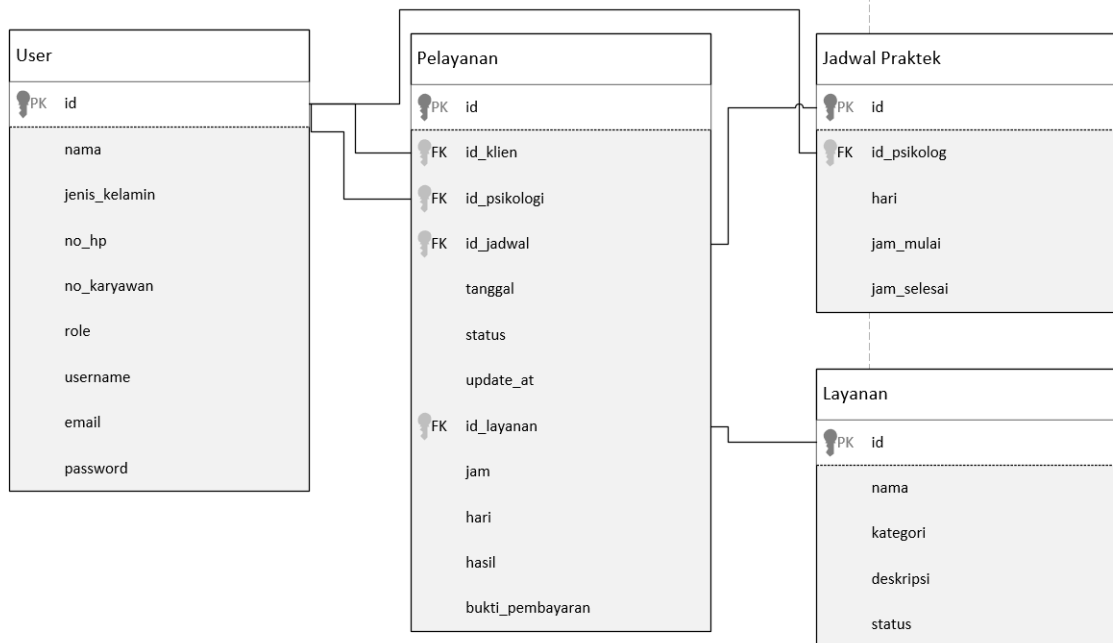 User
PK id
nama
jenis_kelamin
no_hp
no_karyawan
role
username
email
password
Pelayanan
PK id
FK id_klien
FK id_psikologi
FK id_jadwal
tanggal
status
update_at
FK id_layanan
jam
hari
hasil
bukti_pembayaran
Jadwal Praktek
PK id
FK id_psikolog
hari
jam_mulai
jam_selesai
Layanan
PK id
nama
kategori
deskripsi
status